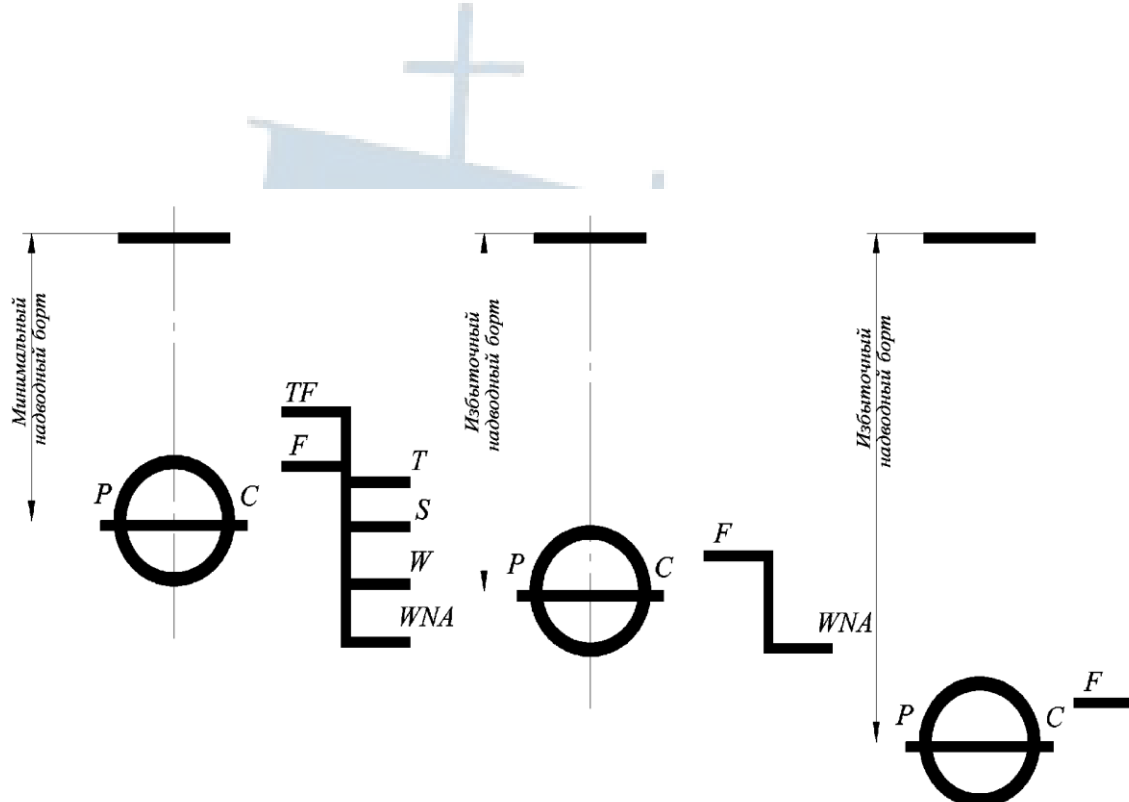 Минимальный
надводный борт
TF
F
T
S
W
WNA
P
C
Избыточный
надводный борт
P
C
F
WNA
Избыточный
надводный борт
P
C
F